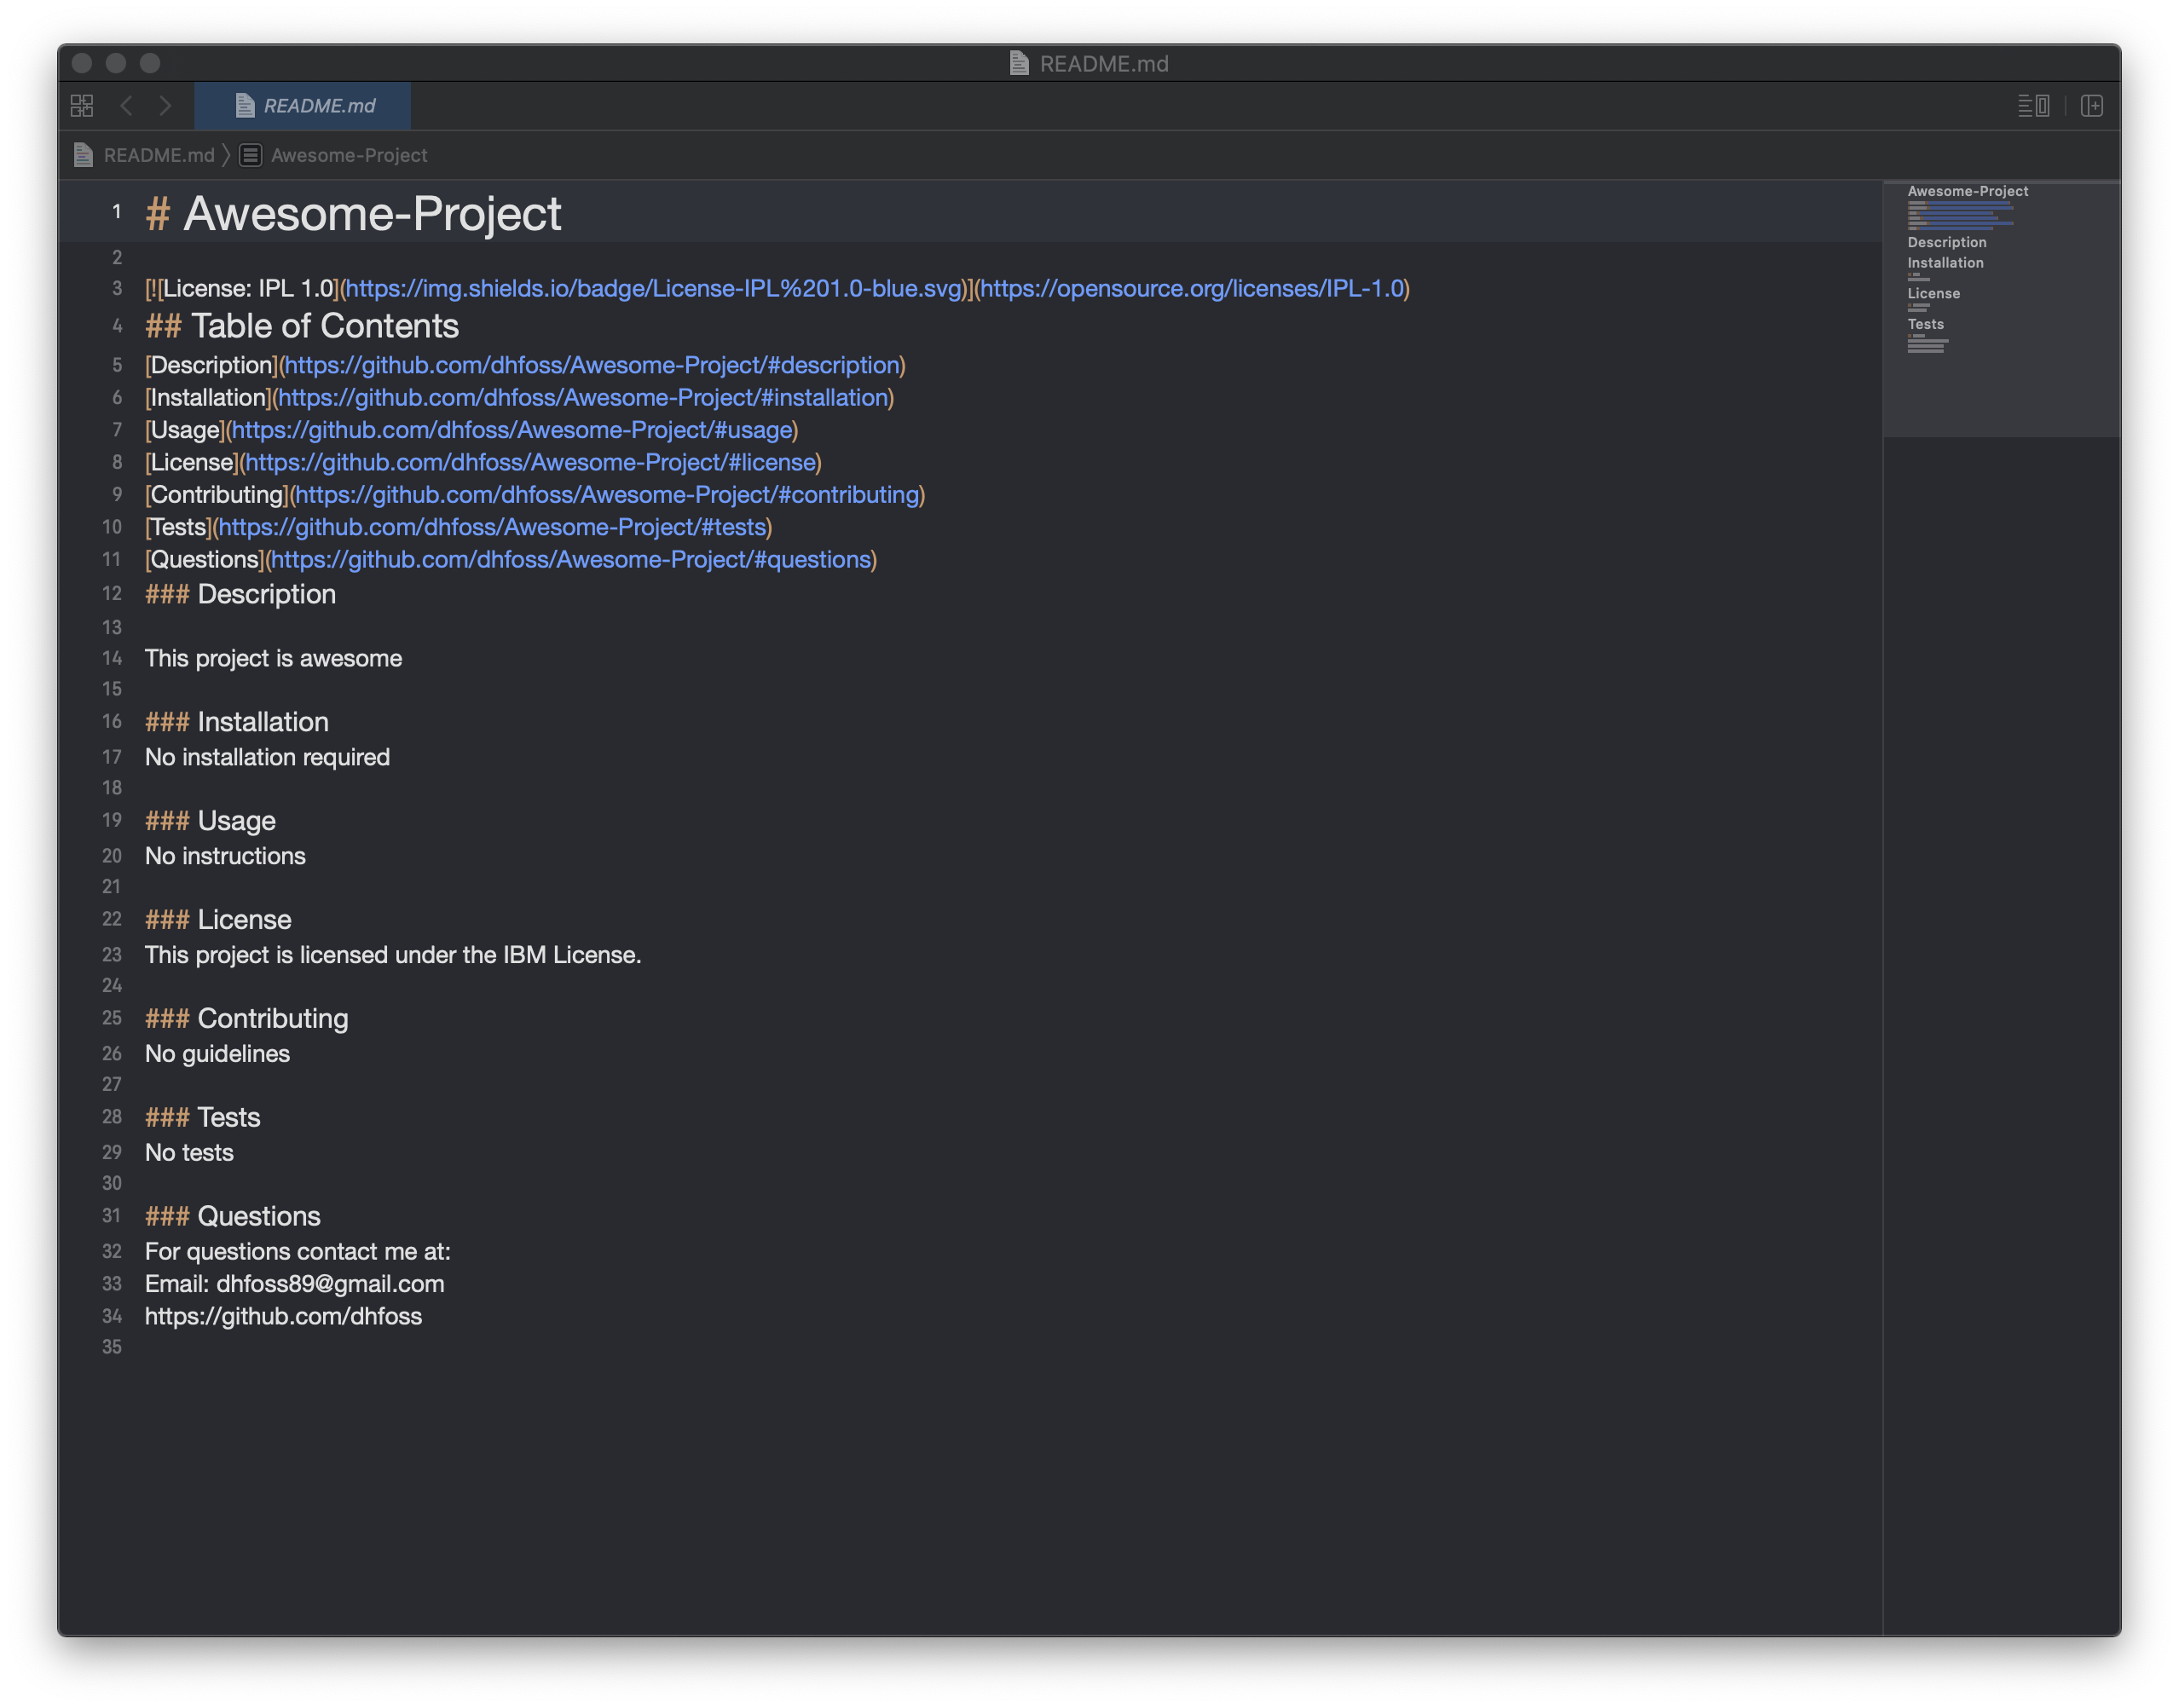 README.md
README.md
README.md Awesome-Project
1 # Awesome-Project
2
3 [![License: IPL 1.0](https://img.shields.io/badge/License-IPL%201.0-blue.svg)](https://opensource.org/licenses/IPL-1.0)
4 ## Table of Contents
5 [Description](https://github.com/dhfoss/Awesome-Project/#description)
6 [Installation](https://github.com/dhfoss/Awesome-Project/#installation)
7 [Usage](https://github.com/dhfoss/Awesome-Project/#usage)
8 [License](https://github.com/dhfoss/Awesome-Project/#license)
9 [Contributing](https://github.com/dhfoss/Awesome-Project/#contributing)
10 [Tests](https://github.com/dhfoss/Awesome-Project/#tests)
11 [Questions](https://github.com/dhfoss/Awesome-Project/#questions)
12 ### Description
13
14 This project is awesome
15
16 ### Installation
17 No installation required
18
19 ### Usage
20 No instructions
21
22 ### License
23 This project is licensed under the IBM License.
24
25 ### Contributing
26 No guidelines
27
28 ### Tests
29 No tests
30
31 ### Questions
32 For questions contact me at:
33 Email: dhfoss89@gmail.com
34 https://github.com/dhfoss
35
Awesome-Project
Description
Installation
License
Tests